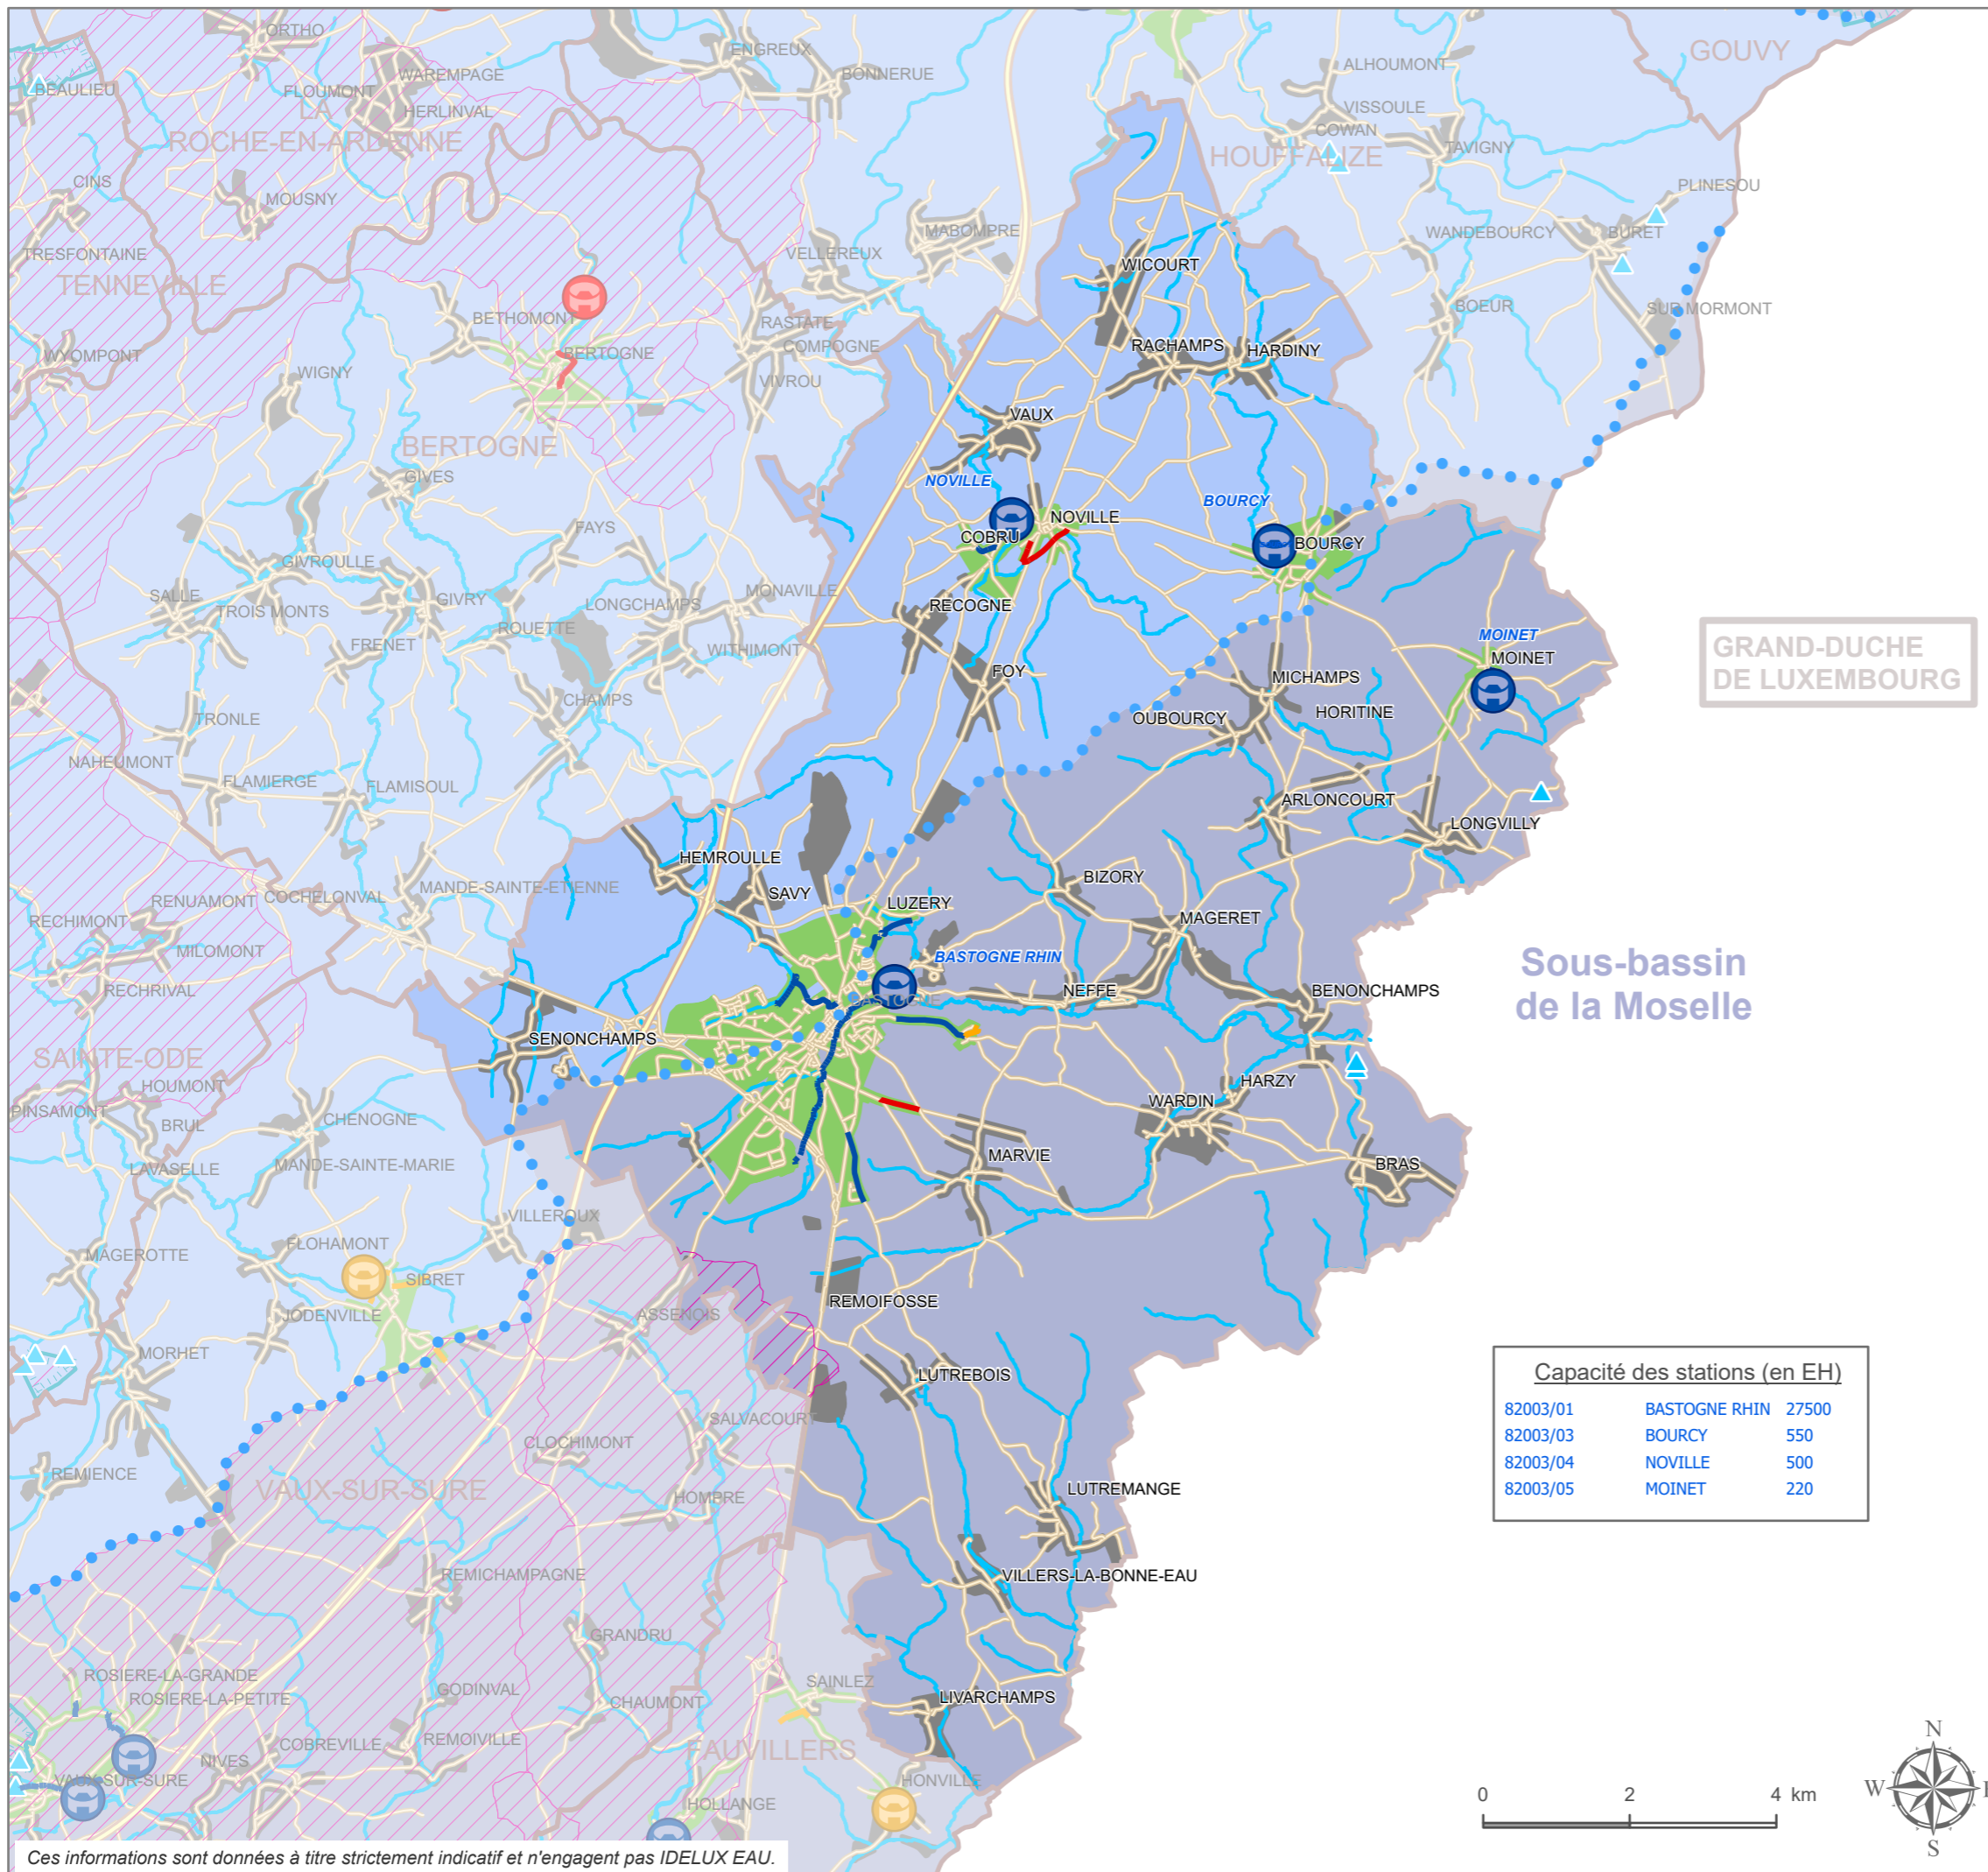 ORTHO
ENGREUX
GOUVY
WAREMPAGE
BONNERUE
ALHOUMONT
BEAULIEU
FLOUMONT
HERLINVAL
VISSOULE
LA
ROCHE-EN-ARDENNE
COWAN
TAVIGNY
HOUFFALIZE
CINS
MOUSNY
PLINESOU
TRESFONTAINE
VELLEREUX
MABOMPRE
WANDEBOURCY
BURET
TENNEVILLE
WICOURT
BOEUR
SUR MORMONT
BETHOMONT
RASTATE
COMPOGNE
RACHAMPS
HARDINY
WYOMPONT
WIGNY
BERTOGNE
VIVROU
VAUX
BERTOGNE
GIVES
NOVILLE
BOURCY
FAYS
NOVILLE
COBRU
BOURCY
GIVROULLE
SALLE
TROIS MONTS
GIVRY
LONGCHAMPS
MONAVILLE
RECOGNE
ROUETTE
FRENET
WITHIMONT
MOINET
MOINET
GRAND-DUCHE
DE LUXEMBOURG
FOY
MICHAMPS
CHAMPS
HORITINE
OUBOURCY
TRONLE
NAHEUMONT
FLAMIERGE
FLAMISOUL
ARLONCOURT
LONGVILLY
HEMROULLE
BIZORY
MANDE-SAINTE-ETIENNE
SAVY
LUZERY
RENUAMONT
COCHELONVAL
RECHIMONT
MAGERET
MILOMONT
BASTOGNE RHIN
Sous-bassin
de la Moselle
RECHRIVAL
BASTOGNE
NEFFE
BENONCHAMPS
SENONCHAMPS
SAINTE-ODE
HOUMONT
HARZY
PINSAMONT
BRUL
CHENOGNE
WARDIN
LAVASELLE
MANDE-SAINTE-MARIE
MARVIE
BRAS
VILLEROUX
MAGEROTTE
FLOHAMONT
SIBRET
REMOIFOSSE
JODENVILLE
ASSENOIS
MORHET
LUTREBOIS
Capacité des stations (en EH)
82003/01 BASTOGNE RHIN 27500
82003/03 BOURCY 550
82003/04 NOVILLE 500
82003/05 MOINET 220
SALVACOURT
CLOCHIMONT
REMIENCE
VAUX-SUR-SURE
HOMPRE
LUTREMANGE
REMICHAMPAGNE
VILLERS-LA-BONNE-EAU
GRANDRU
ROSIERE-LA-GRANDE
ROSIERE-LA-PETITE
GODINVAL
CHAUMONT
SAINLEZ
LIVARCHAMPS
COBREVILLE
REMOIVILLE
NIVES
FAUVILLERS
VAUX-SUR-SURE
HONVILLE
HOLLANGE
0 2 4 km
N
W
S
Ces informations sont données à titre strictement indicatif et n'engagent pas IDELUX EAU.